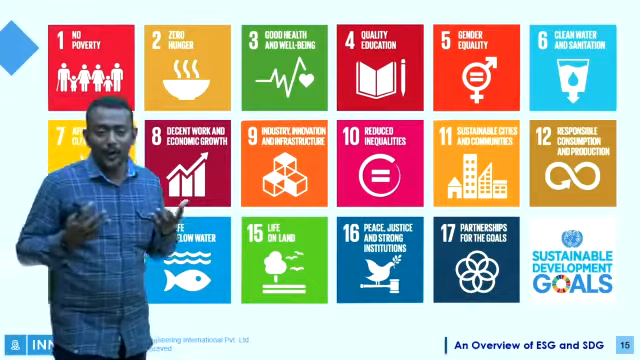 1 NO POVERTY
2 ZERO HUNGER
3 GOOD HEALTH AND WELL-BEING
4 QUALITY EDUCATION
5 GENDER EQUALITY
6 CLEAN WATER AND SANITATION
7
8 DECENT WORK AND ECONOMIC GROWTH
9 INDUSTRY, INNOVATION AND INFRASTRUCTURE
10 REDUCED INEQUALITIES
11 SUSTAINABLE CITIES AND COMMUNITIES
12 RESPONSIBLE CONSUMPTION AND PRODUCTION
15 LIFE ON LAND
16 PEACE, JUSTICE AND STRONG INSTITUTIONS
17 PARTNERSHIPS FOR THE GOALS
SUSTAINABLE
DEVELOPMENT
GOALS
International Pvt. Ltd
An Overview of ESG and SDG
15